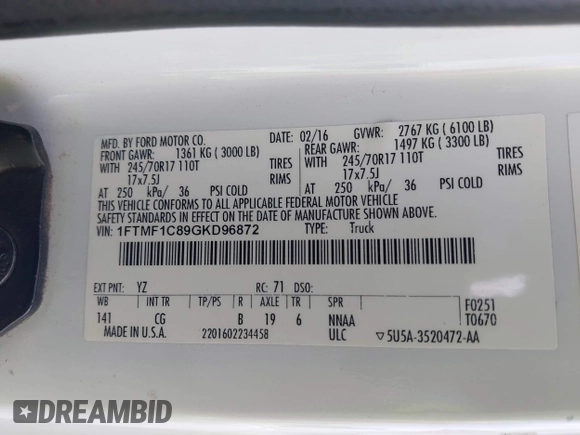 MFD. BY FORD MOTOR CO.
DATE: 02/16 GVWR: 2767 KG ( 6100 LB)
FRONT GAWR: 1361 KG ( 3000 LB) REAR GAWR: 1497 KG ( 3300 LB)
WITH 245/70R17 110T TIRES WITH 245/70R17 110T TIRES
17x7.5J RIMS 17x7.5J RIMS
AT 250 kPa/ 36 PSI COLD AT 250 kPa/ 36 PSI COLD
THIS VEHICLE CONFORMS TO ALL APPLICABLE FEDERAL MOTOR VEHICLE
SAFETY STANDARDS IN EFFECT ON THE DATE OF MANUFACTURE SHOWN ABOVE.
VIN: 1FTMF1C89GKD96872 TYPE: Truck
EXT PNT: YZ RC: 71 DSO:
WB INT TR TP/PS R AXLE TR SPR F0251
141 CG B 19 6 NNAA T0670
MADE IN U.S.A. 2201602234458 ULC ▽5U5A-3520472-AA
DREAMBID